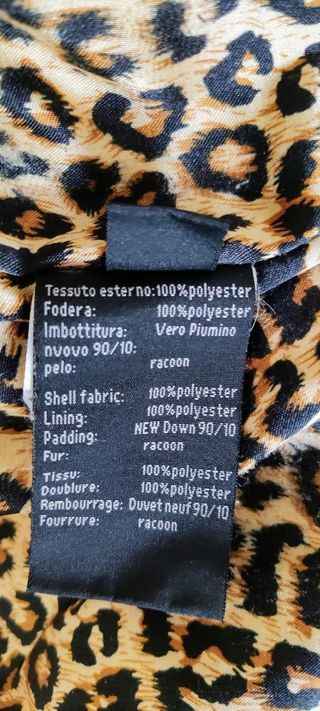 Tessuto esterno:100%polyester
Fodera: 100%polyester
Imbottitura: Vero Piumino
nvovo 90/10:
pelo: racoon
Shell fabric: 100%polyester
Lining: 100%polyester
Padding: NEW Down 90/10
Fur: racoon
Tissu: 100%polyester
Doublure: 100%polyester
Rembourrage: Duvet neuf 90/10
Fourrure: racoon